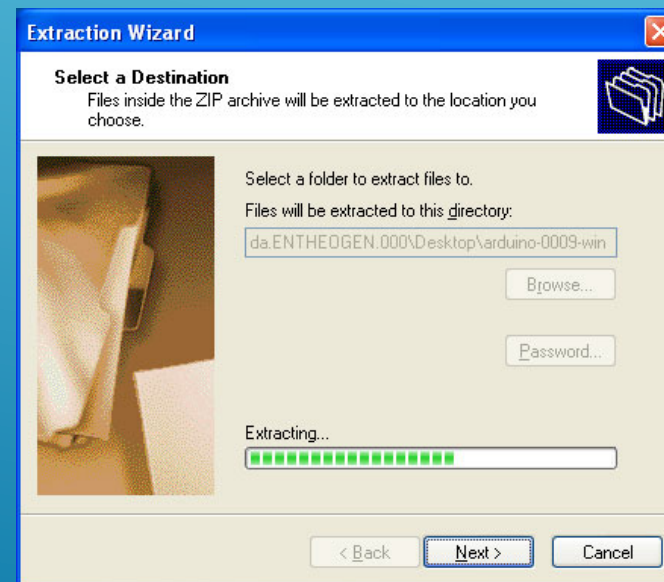 Extraction Wizard
Select a Destination
Files inside the ZIP archive will be extracted to the location you
choose.
Select a folder to extract files to.
Files will be extracted to this directory:
da.ENTHEOGEN.000\Desktop\arduino-0009-win
Browse...
Password...
Extracting...
< Back
Next >
Cancel